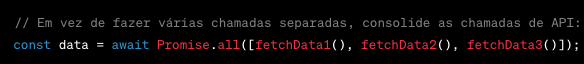 // Em vez de fazer várias chamadas separadas, consolide as chamadas de API:
const data = await Promise.all([fetchData1(), fetchData2(), fetchData3()]);